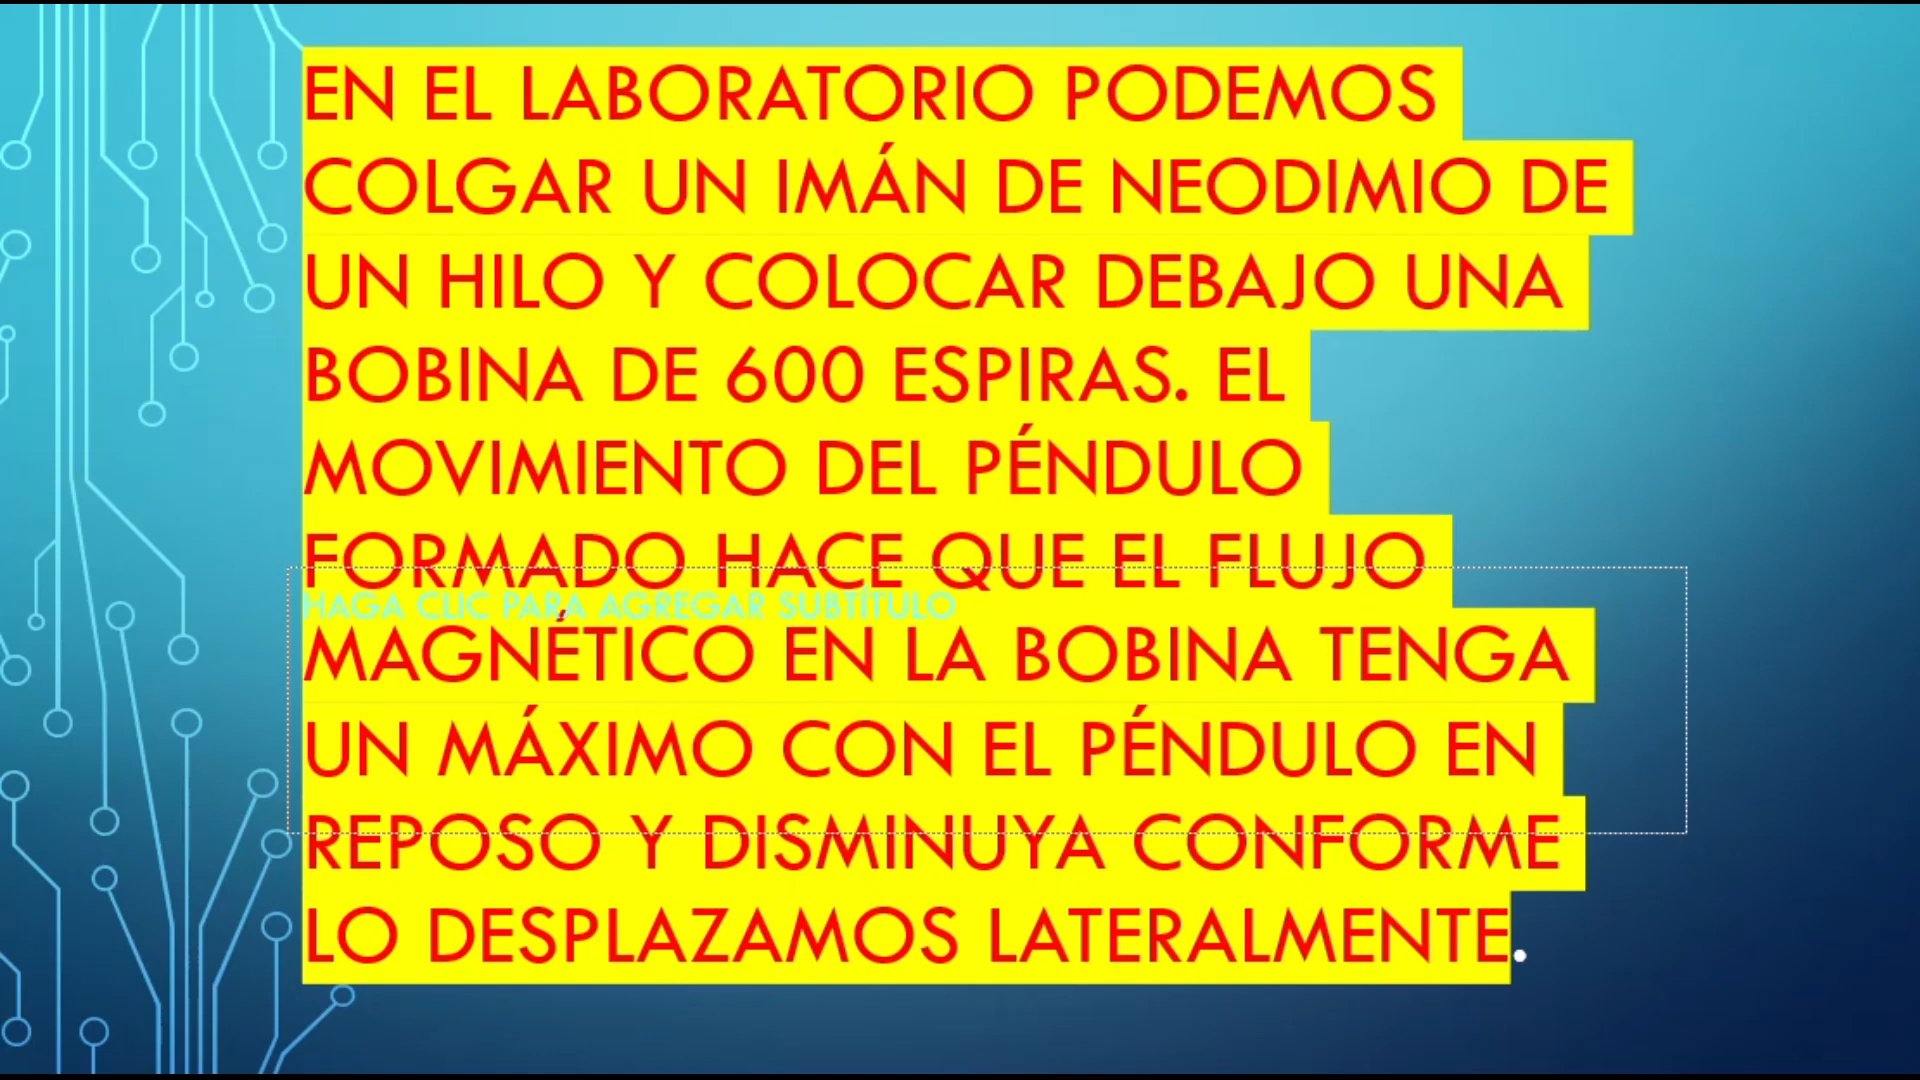 EN EL LABORATORIO PODEMOS
COLGAR UN IMÁN DE NEODIMIO DE
UN HILO Y COLOCAR DEBAJO UNA
BOBINA DE 600 ESPIRAS. EL
MOVIMIENTO DEL PÉNDULO
FORMADO HACE QUE EL FLUJO
HAGA CLIC PARA AGREGAR SUBTÍTULO
MAGNÉTICO EN LA BOBINA TENGA
UN MÁXIMO CON EL PÉNDULO EN
REPOSO Y DISMINUYA CONFORME
LO DESPLAZAMOS LATERALMENTE.